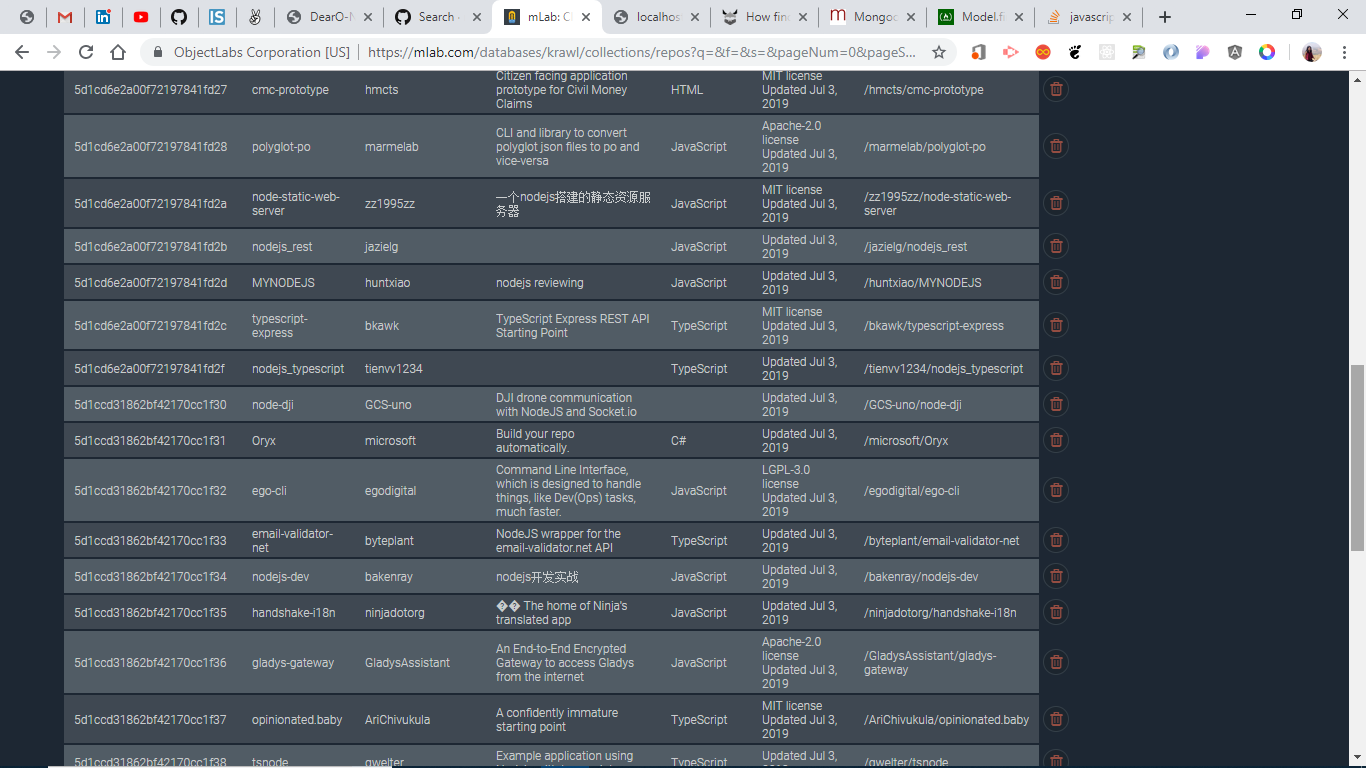 DearO-N
Search
mLab: C
localhos
How find
Mongoo
Model.fi
javascrip
ObjectLabs Corporation [US]
https://mlab.com/databases/krawl/collections/repos?q=&f=&s=&pageNum=0&pageS...
5d1cd6e2a00f72197841fd27 cmc-prototype hmcts Citizen facing application HTML MIT license /hmcts/cmc-prototype
prototype for Civil Money Updated Jul 3,
Claims 2019
5d1cd6e2a00f72197841fd28 polyglot-po marmelab CLI and library to convert JavaScript Apache-2.0 /marmelab/polyglot-po
polyglot json files to po and license
vice-versa Updated Jul 3,
2019
5d1cd6e2a00f72197841fd2a node-static-web- zz1995zz 一个nodejs搭建的静态资源服 JavaScript MIT license /zz1995zz/node-static-web-
server 务器 Updated Jul 3, server
2019
5d1cd6e2a00f72197841fd2b nodejs_rest jazielg JavaScript Updated Jul 3, /jazielg/nodejs_rest
2019
5d1cd6e2a00f72197841fd2d MYNODEJS huntxiao nodejs reviewing JavaScript Updated Jul 3, /huntxiao/MYNODEJS
2019
5d1cd6e2a00f72197841fd2c typescript- bkawk TypeScript Express REST API TypeScript MIT license /bkawk/typescript-express
express Starting Point Updated Jul 3,
2019
5d1cd6e2a00f72197841fd2f nodejs_typescript tienvv1234 TypeScript Updated Jul 3, /tienvv1234/nodejs_typescript
2019
5d1ccd31862bf42170cc1f30 node-dji GCS-uno DJI drone communication Updated Jul 3, /GCS-uno/node-dji
with NodeJS and Socket.io 2019
5d1ccd31862bf42170cc1f31 Oryx microsoft Build your repo C# Updated Jul 3, /microsoft/Oryx
automatically. 2019
5d1ccd31862bf42170cc1f32 ego-cli egodigital Command Line Interface, JavaScript LGPL-3.0 /egodigital/ego-cli
which is designed to handle license
things, like Dev(Ops) tasks, Updated Jul 3,
much faster. 2019
5d1ccd31862bf42170cc1f33 email-validator- byteplant NodeJS wrapper for the TypeScript Updated Jul 3, /byteplant/email-validator-net
net email-validator.net API 2019
5d1ccd31862bf42170cc1f34 nodejs-dev bakenray nodejs开发实战 JavaScript Updated Jul 3, /bakenray/nodejs-dev
2019
5d1ccd31862bf42170cc1f35 handshake-i18n ninjadotorg �� The home of Ninja's JavaScript Updated Jul 3, /ninjadotorg/handshake-i18n
translated app 2019
5d1ccd31862bf42170cc1f36 gladys-gateway GladysAssistant An End-to-End Encrypted JavaScript Apache-2.0 /GladysAssistant/gladys-
Gateway to access Gladys license gateway
from the internet Updated Jul 3,
2019
5d1ccd31862bf42170cc1f37 opinionated.baby AriChivukula A confidently immature TypeScript MIT license /AriChivukula/opinionated.baby
starting point Updated Jul 3,
2019
5d1ccd31862bf42170cc1f38 tsnode qwelter Example application using TypeScript Updated Jul 3, /qwelter/tsnode